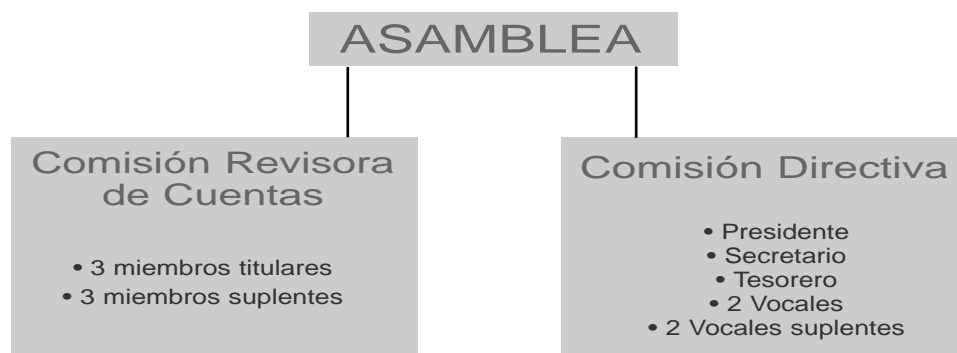 ASAMBLEA
Comisión Revisora
de Cuentas
• 3 miembros titulares
• 3 miembros suplentes
Comisión Directiva
• Presidente
• Secretario
• Tesorero
• 2 Vocales
• 2 Vocales suplentes